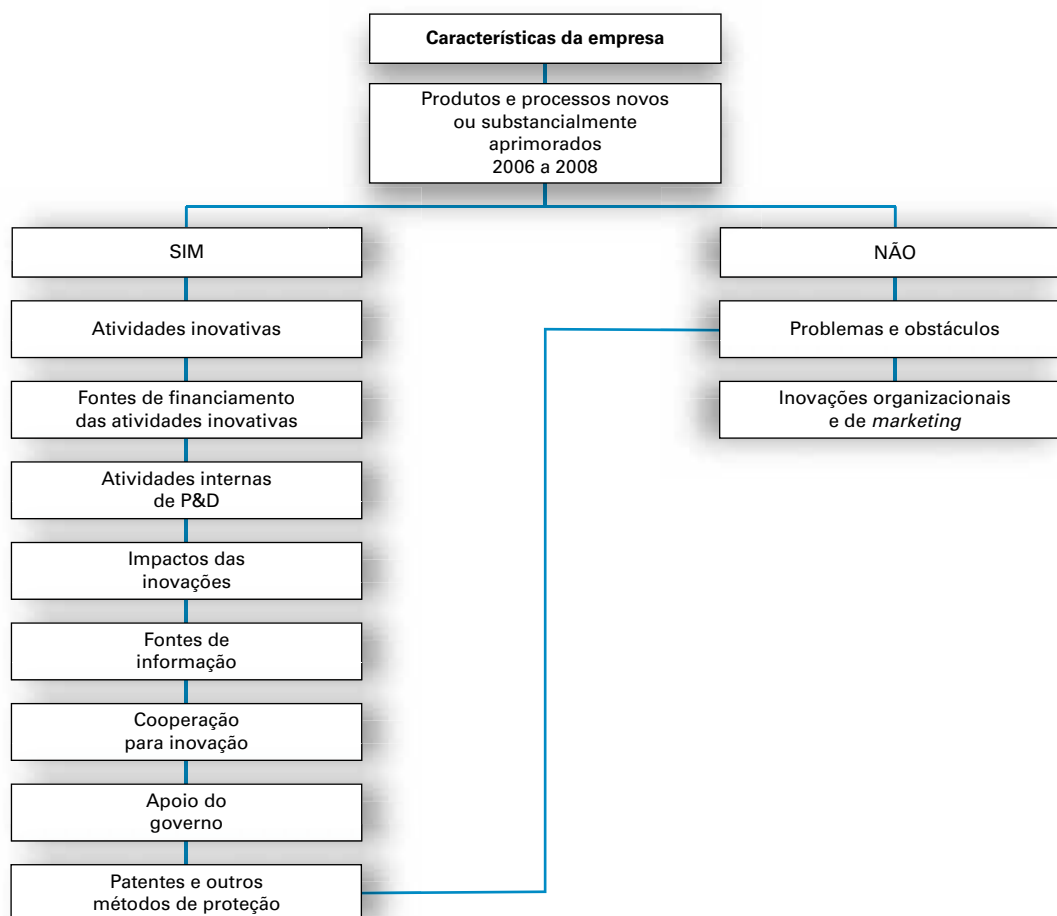 Características da empresa
Produtos e processos novos
ou substancialmente
aprimorados
2006 a 2008
SIM
Atividades inovativas
Fontes de financiamento
das atividades inovativas
Atividades internas
de P&D
Impactos das
inovações
Fontes de
informação
Cooperação
para inovação
Apoio do
governo
Patentes e outros
métodos de proteção
NÃO
Problemas e obstáculos
Inovações organizacionais
e de marketing